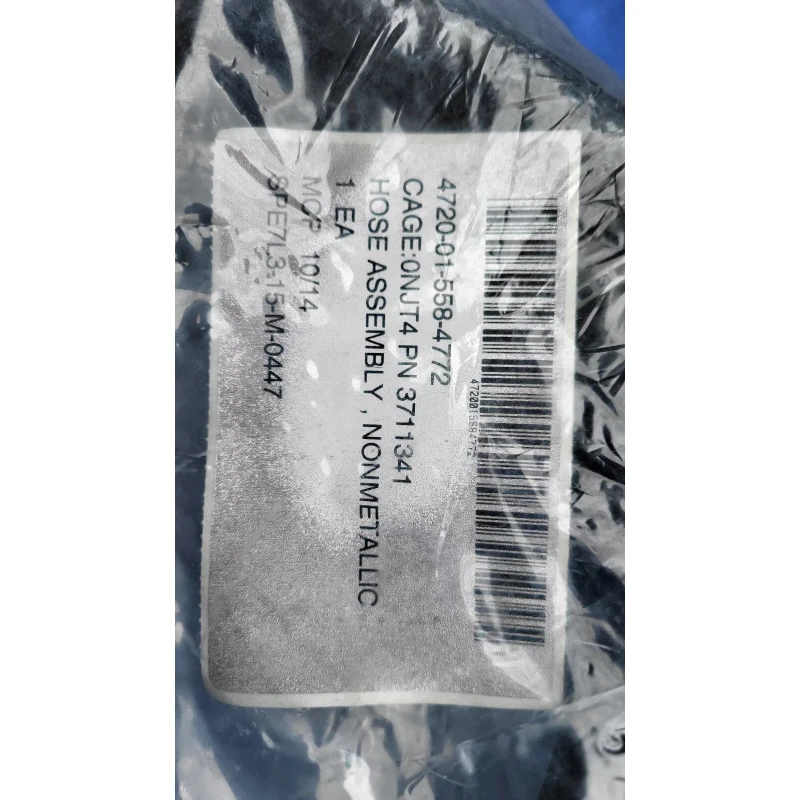 4720015584772
4720-01-558-4772
CAGE:0NJT4 PN 3711341
HOSE ASSEMBLY , NONMETALLIC
1 EA
MOP 10/14
SPE7L3-15-M-0447